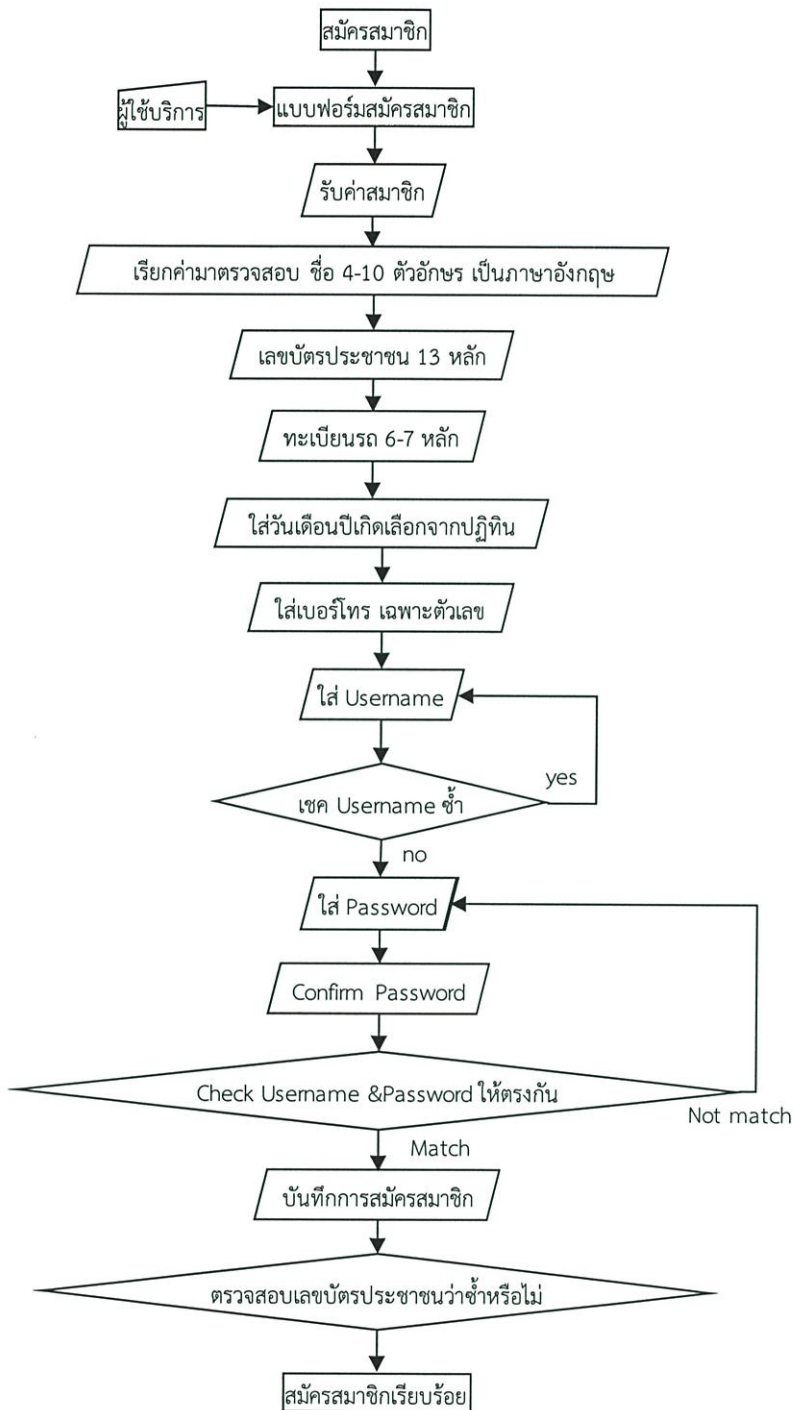 สมัครสมาชิก
ผู้ใช้บริการ
แบบฟอร์มสมัครสมาชิก
รับค่าสมาชิก
เรียกค่ามาตรวจสอบ ชื่อ 4-10 ตัวอักษร เป็นภาษาอังกฤษ
เลขบัตรประชาชน 13 หลัก
ทะเบียนรถ 6-7 หลัก
ใส่วันเดือนปีเกิดเลือกจากปฏิทิน
ใส่เบอร์โทร เฉพาะตัวเลข
ใส่ Username
yes
เชค Username ซ้ำ
no
ใส่ Password
Confirm Password
Check Username &Password ให้ตรงกัน
Not match
Match
บันทึกการสมัครสมาชิก
ตรวจสอบเลขบัตรประชาชนว่าซ้ำหรือไม่
สมัครสมาชิกเรียบร้อย